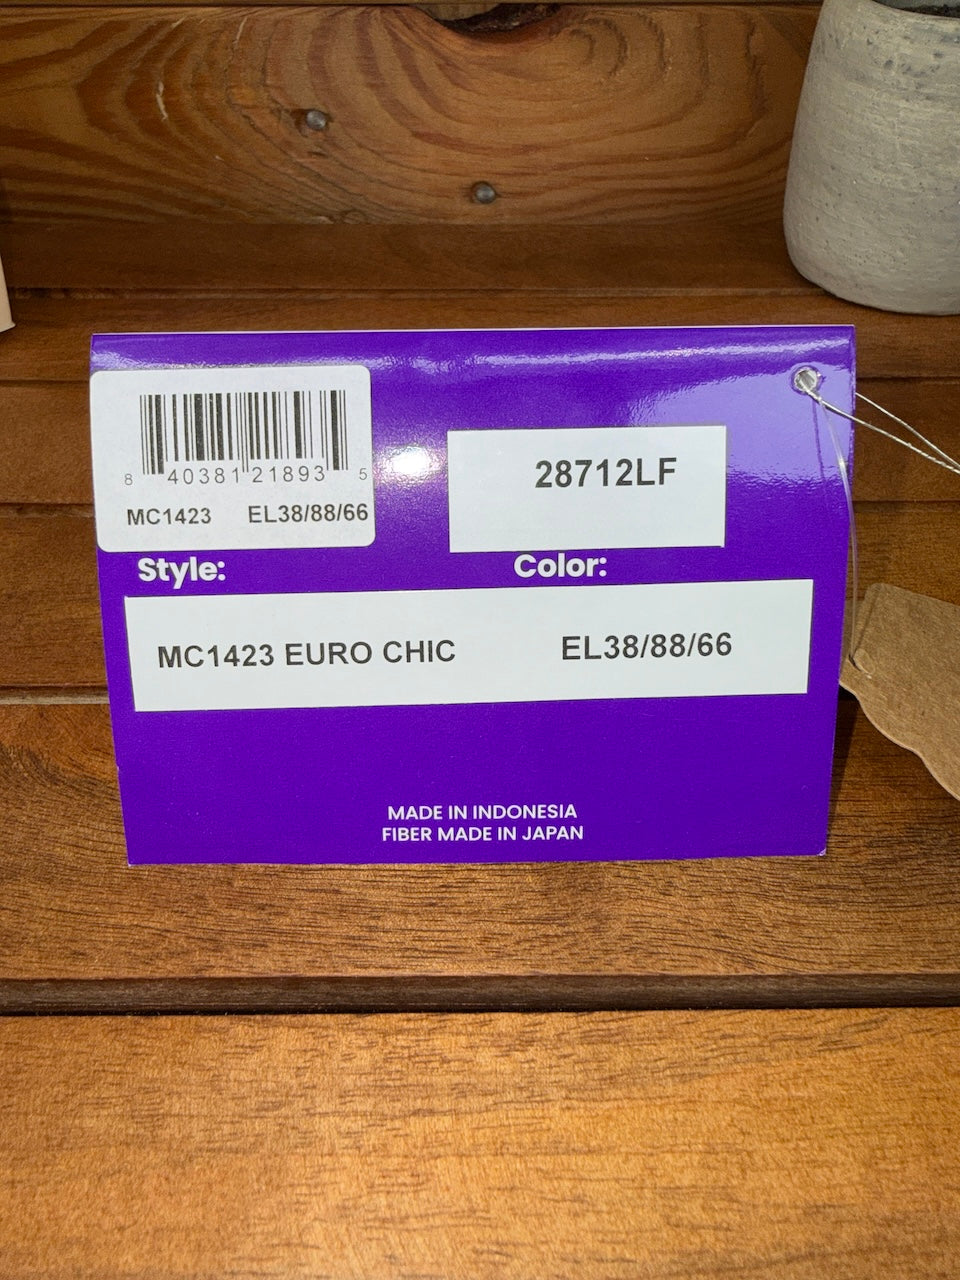 8 40381 21893 5
MC1423 EL38/88/66
28712LF
Style: Color:
MC1423 EURO CHIC EL38/88/66
MADE IN INDONESIA
FIBER MADE IN JAPAN